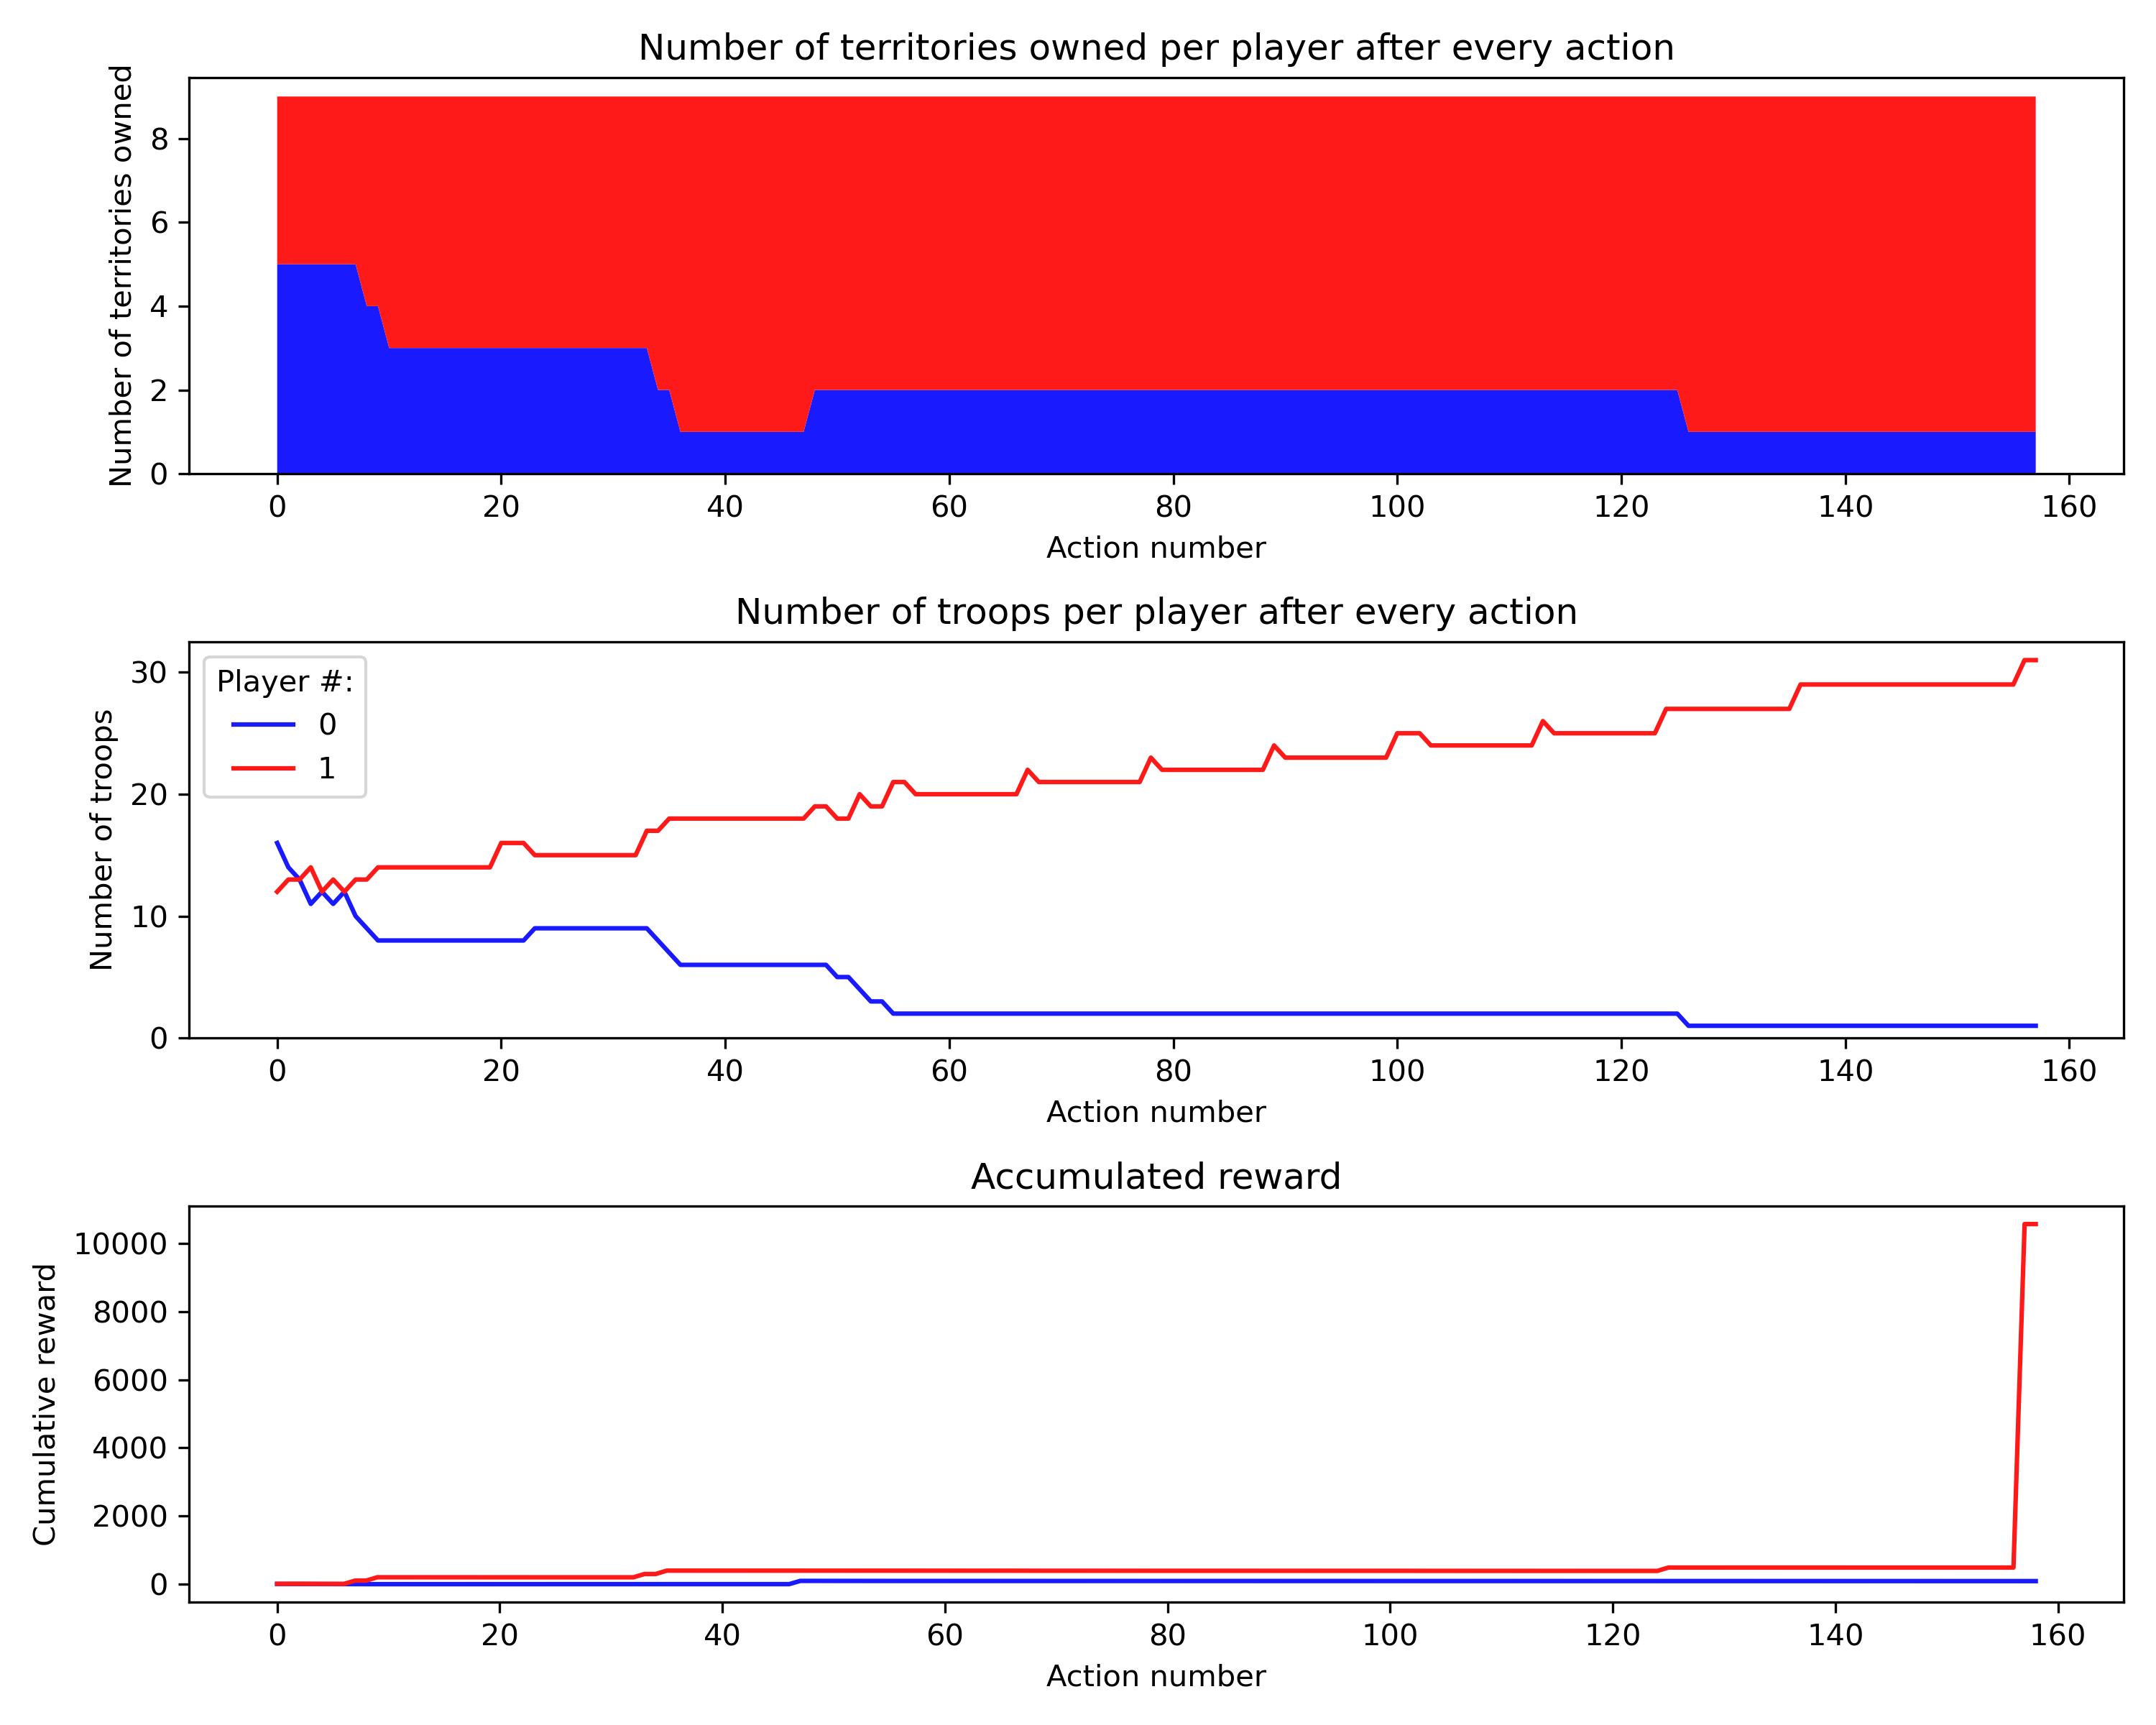 Number of territories owned per player after every action
Number of territories owned
8
6
4
2
0
0 20 40 60 80 100 120 140 160
Action number
Number of troops per player after every action
Number of troops
30
20
10
0
Player #:
0
1
0 20 40 60 80 100 120 140 160
Action number
Accumulated reward
Cumulative reward
10000
8000
6000
4000
2000
0
0 20 40 60 80 100 120 140 160
Action number